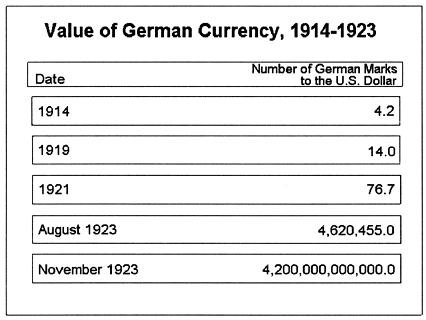 Value of German Currency, 1914-1923
Date
Number of German Marks
to the U.S. Dollar
1914 4.2
1919 14.0
1921 76.7
August 1923 4,620,455.0
November 1923 4,200,000,000,000.0